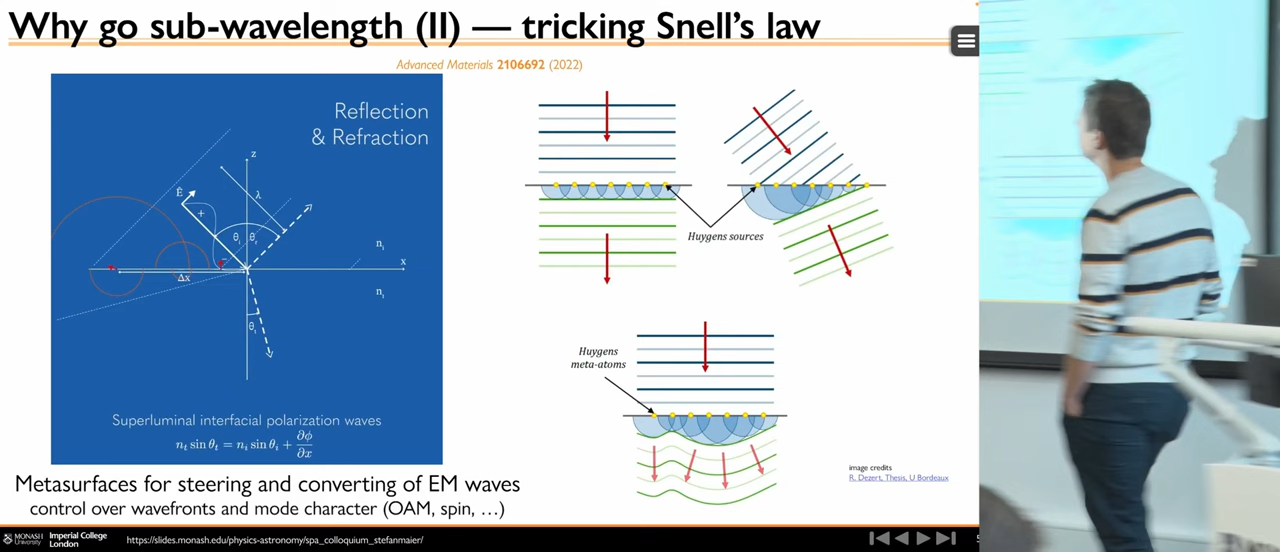 Why go sub-wavelength (II) — tricking Snell's law
Advanced Materials 2106692 (2022)
Reflection
& Refraction
z
Ē
λ
+
θi
θr
nᵢ
x
Δx
nₜ
θₜ
Superluminal interfacial polarization waves
nₜ sin θₜ = nᵢ sin θᵢ + ∂ϕ/∂x
Huygens sources
Huygens
meta-atoms
image credits
R. Dezert, Thesis, U Bordeaux
Metasurfaces for steering and converting of EM waves
control over wavefronts and mode character (OAM, spin, …)
MONASH
University
Imperial College
London
https://slides.monash.edu/physics-astronomy/spa_colloquium_stefanmaier/